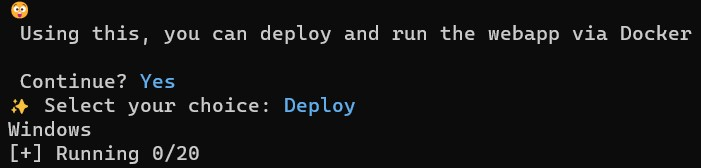 😳
Using this, you can deploy and run the webapp via Docker
Continue? Yes
✨ Select your choice: Deploy
Windows
[+] Running 0/20